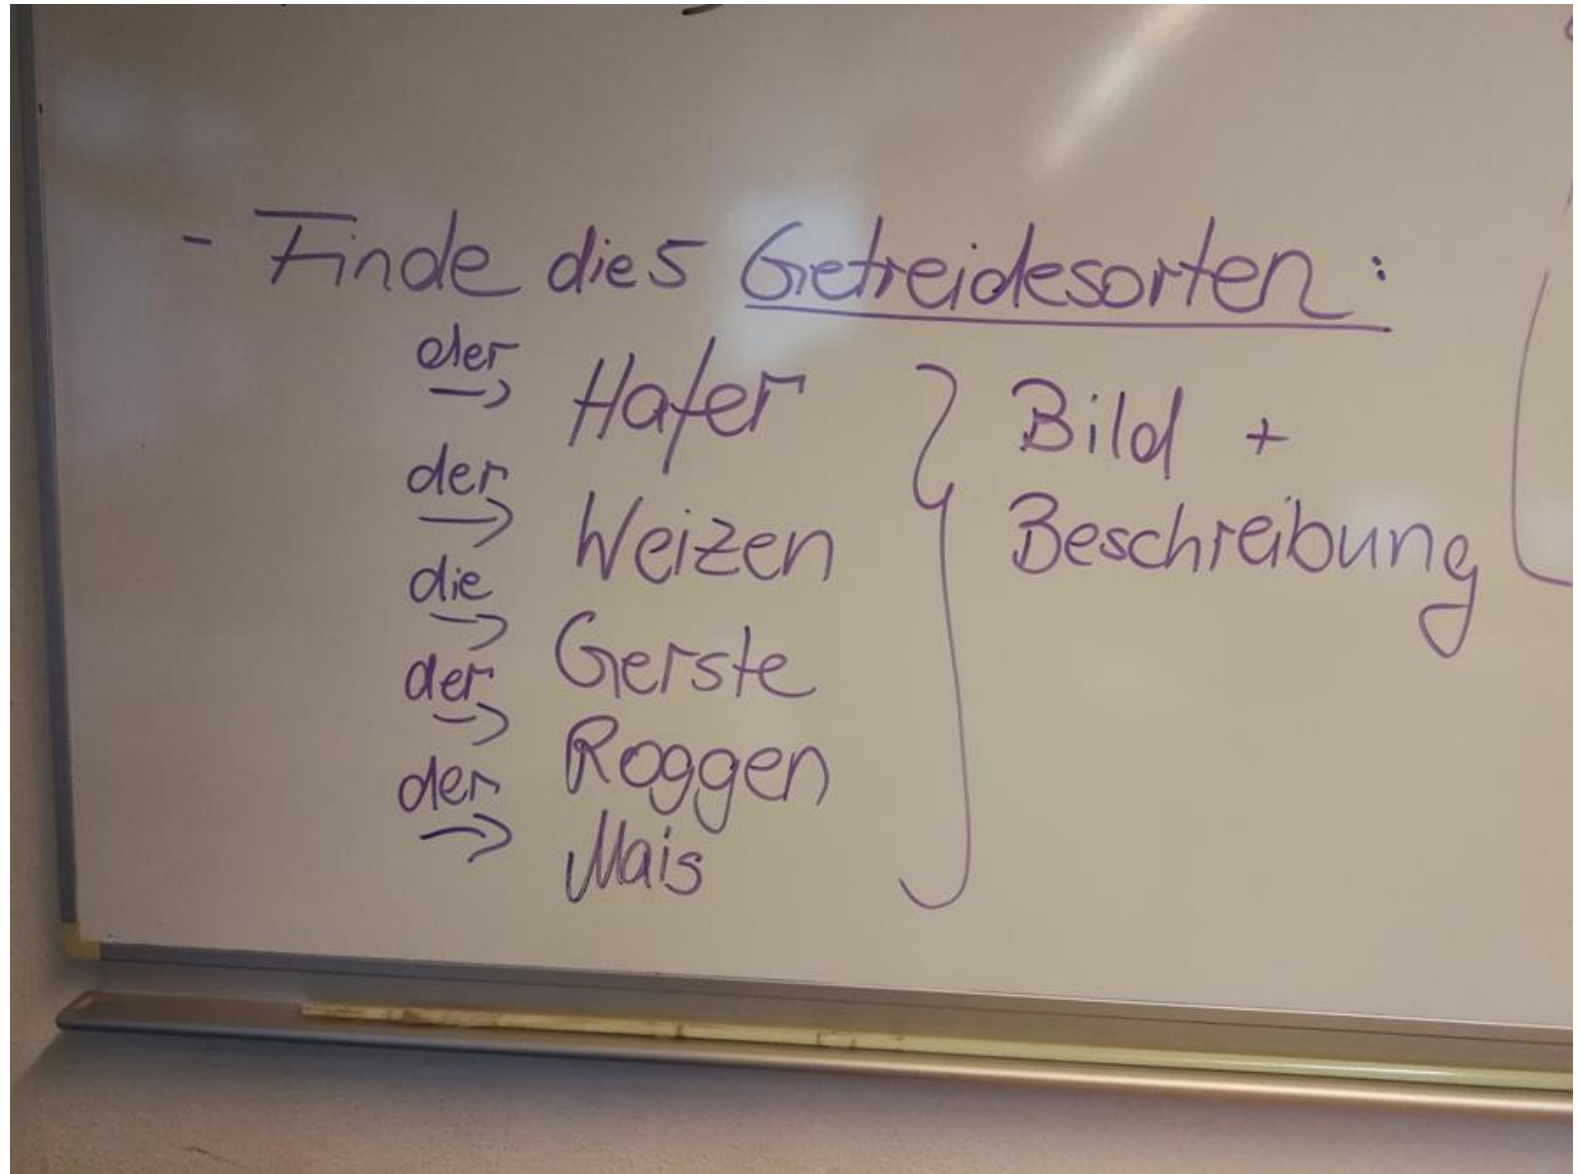 - Finde die 5 Getreidesorten:
der → Hafer
der → Weizen
die → Gerste
der → Roggen
der → Mais
Bild +
Beschreibung